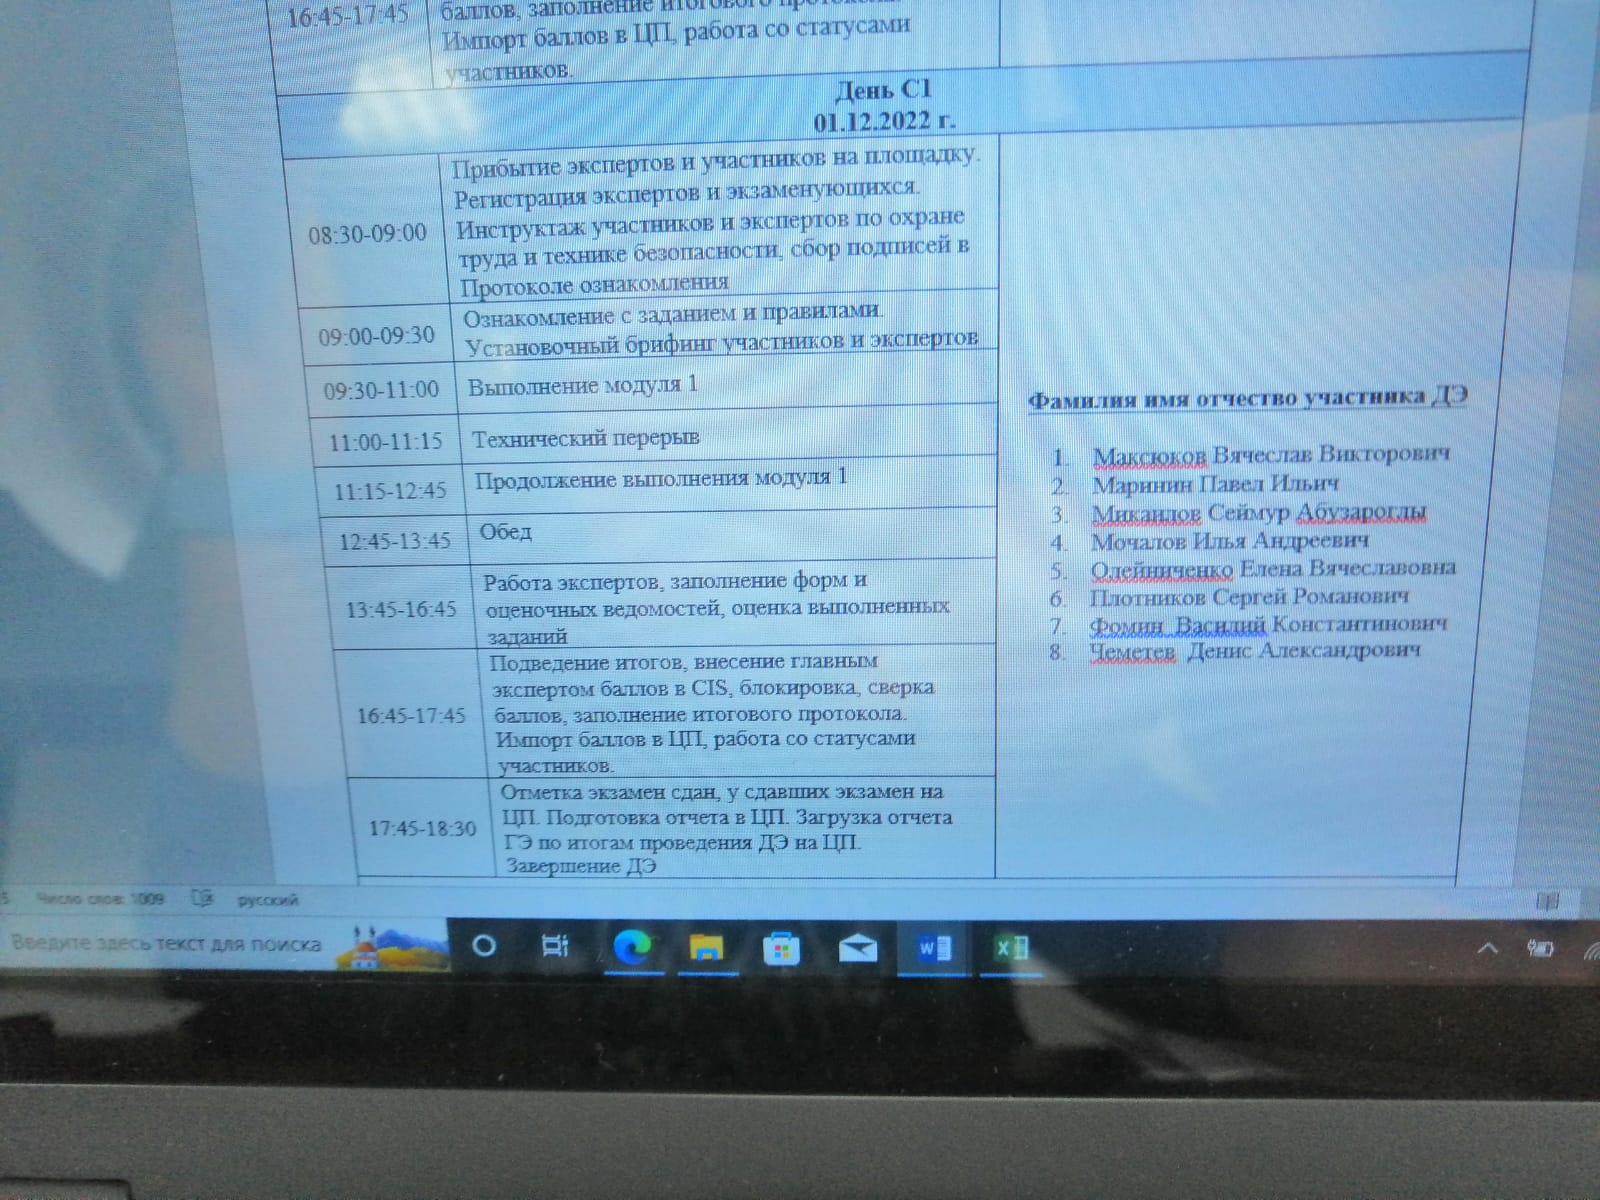 16:45-17:45
баллов, заполнение итогового протокола.
Импорт баллов в ЦП, работа со статусами
участников.
День С1
01.12.2022 г.
08:30-09:00
Прибытие экспертов и участников на площадку.
Регистрация экспертов и экзаменующихся.
Инструктаж участников и экспертов по охране
труда и технике безопасности, сбор подписей в
Протоколе ознакомления
09:00-09:30
Ознакомление с заданием и правилами.
Установочный брифинг участников и экспертов
09:30-11:00
Выполнение модуля 1
11:00-11:15
Технический перерыв
11:15-12:45
Продолжение выполнения модуля 1
12:45-13:45
Обед
13:45-16:45
Работа экспертов, заполнение форм и
оценочных ведомостей, оценка выполненных
заданий
16:45-17:45
Подведение итогов, внесение главным
экспертом баллов в CIS, блокировка, сверка
баллов, заполнение итогового протокола.
Импорт баллов в ЦП, работа со статусами
участников.
17:45-18:30
Отметка экзамен сдан, у сдавших экзамен на
ЦП. Подготовка отчета в ЦП. Загрузка отчета
ГЭ по итогам проведения ДЭ на ЦП.
Завершение ДЭ
Фамилия имя отчество участника ДЭ
1. Максюков Вячеслав Викторович
2. Маринин Павел Ильич
3. Микаилов Сеймур Абузароглы
4. Мочалов Илья Андреевич
5. Олейниченко Елена Вячеславовна
6. Плотников Сергей Романович
7. Фомин Василий Константинович
8. Чеметев Денис Александрович
5 Число слов: 1009 русский
Введите здесь текст для поиска